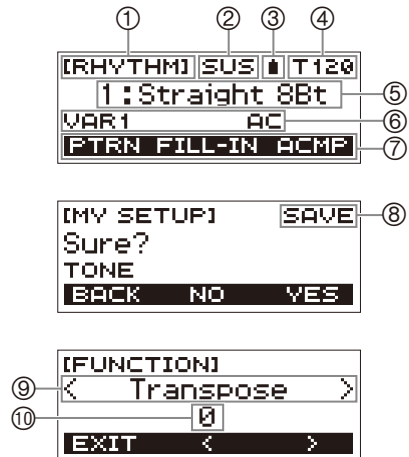 ① ② ③ ④
[RHYTHM] SUS T120
1:Straight 8Bt ⑤
VAR1 AC ⑥
PTRN FILL-IN ACMP ⑦
[MY SETUP] SAVE ⑧
Sure?
TONE
BACK NO YES
[FUNCTION]
⑨ < Transpose >
⑩ 0
EXIT < >